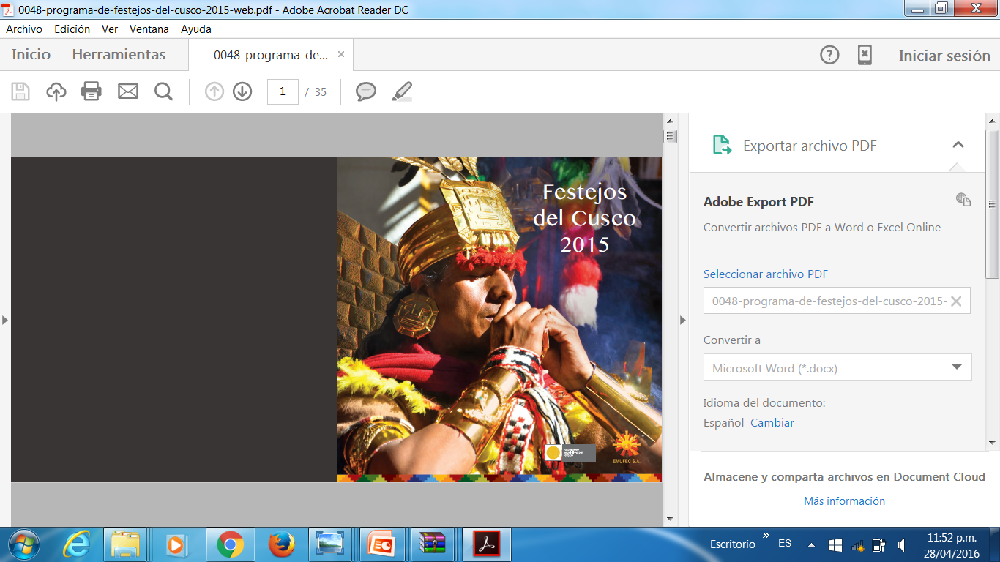 0048-programa-de-festejos-del-cusco-2015-web.pdf - Adobe Acrobat Reader DC
Archivo Edición Ver Ventana Ayuda
Inicio Herramientas 0048-programa-de... × Iniciar sesión
1 / 35
Festejos
del Cusco
2015
GOBIERNO
MUNICIPAL DEL
CUSCO
EMUFEC S.A.
Exportar archivo PDF
Adobe Export PDF
Convertir archivos PDF a Word o Excel Online
Seleccionar archivo PDF
0048-programa-de-festejos-del-cusco-2015-
Convertir a
Microsoft Word (*.docx)
Idioma del documento:
Español Cambiar
Almacene y comparta archivos en Document Cloud
Más información
Escritorio » ES 11:52 p.m.
28/04/2016